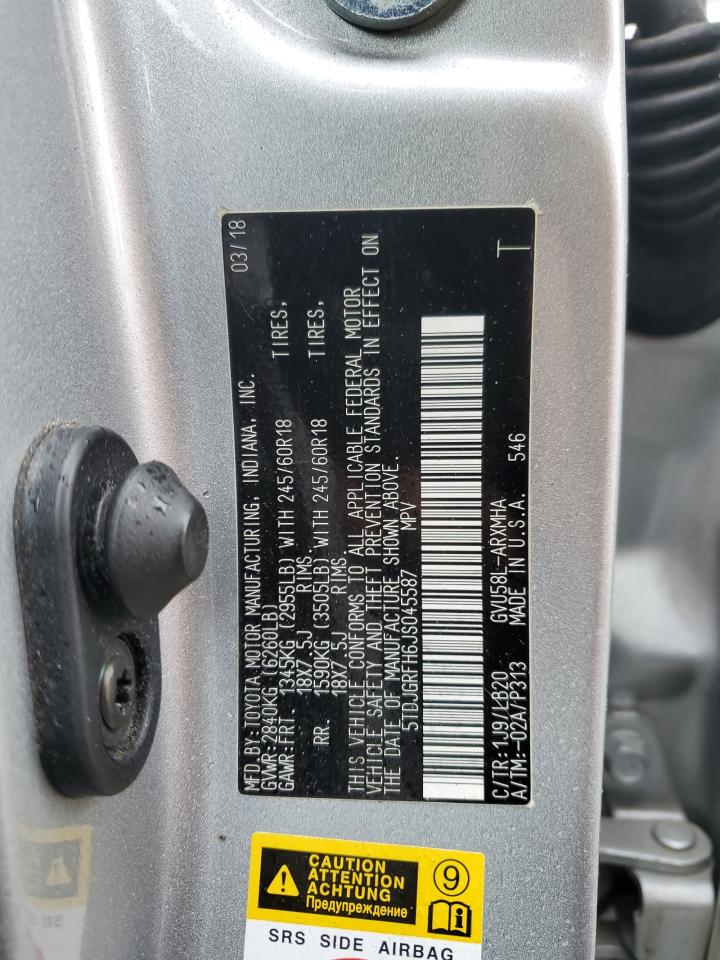 MFD.BY:TOYOTA MOTOR MANUFACTURING, INDIANA, INC. 03/18
GVWR:2840KG(6260LB)
GAWR:FRT. 1345KG (2955LB) WITH 245/60R18 TIRES,
18X7.5J RIMS.
RR. 1590KG (3505LB) WITH 245/60R18 TIRES,
18X7.5J RIMS.
THIS VEHICLE CONFORMS TO ALL APPLICABLE FEDERAL MOTOR
VEHICLE SAFETY AND THEFT PREVENTION STANDARDS IN EFFECT ON
THE DATE OF MANUFACTURE SHOWN ABOVE.
5TDJGRFH6JS045587 MPV
C/TR:1J9/LB20 GVU58L-ARXMHA
A/TM:-02A/P313 MADE IN U.S.A. 546 T
CAUTION
ATTENTION
ACHTUNG
Предупреждение
9
SRS SIDE AIRBAG